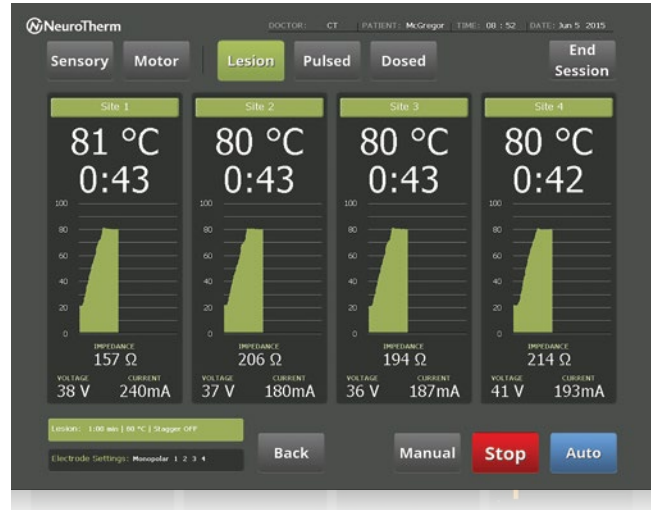 NeuroTherm
DOCTOR: CT PATIENT: McGregor TIME: 00 : 52 DATE: Jun 5 2015
Sensory Motor Lesion Pulsed Dosed End Session
Site 1 Site 2 Site 3 Site 4
81 °C 80 °C 80 °C 80 °C
0:43 0:43 0:43 0:42
100 100 100 100
80 80 80 80
60 60 60 60
40 40 40 40
20 20 20 20
0 0 0 0
IMPEDANCE IMPEDANCE IMPEDANCE IMPEDANCE
157 Ω 206 Ω 194 Ω 214 Ω
VOLTAGE CURRENT VOLTAGE CURRENT VOLTAGE CURRENT VOLTAGE CURRENT
38 V 240mA 37 V 180mA 36 V 187mA 41 V 193mA
Lesion: 1:00 min | 80 °C | Stagger OFF
Electrode Settings: Monopolar 1 2 3 4
Back Manual Stop Auto